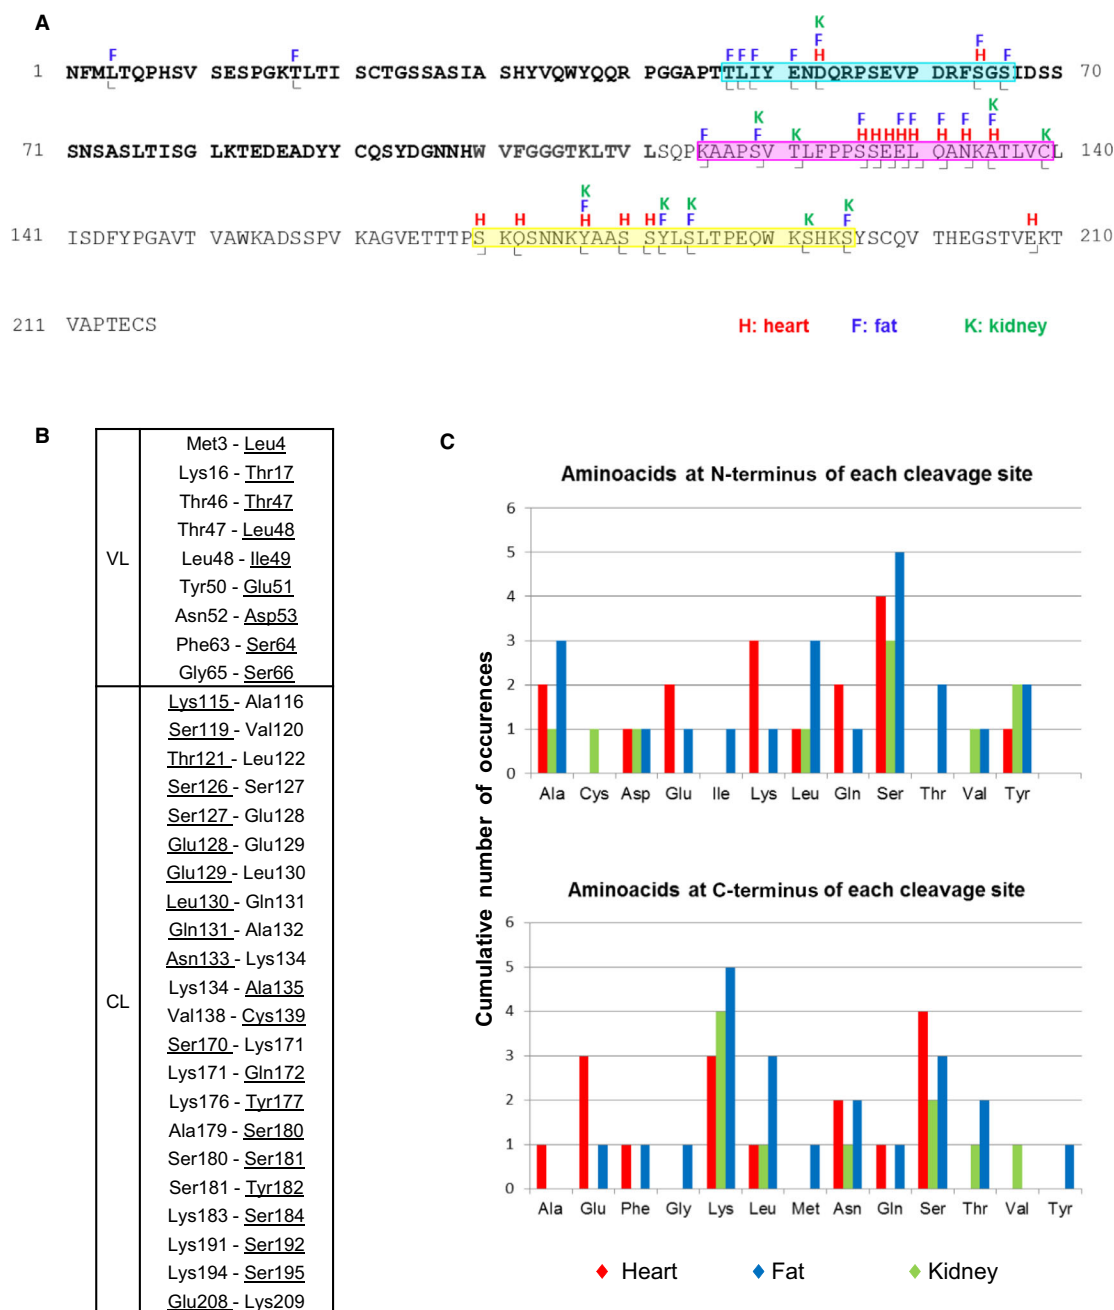 A
K
F F
F F F F F F H H F
1 NFMLTQPHSV SESPGKTLTI SCTGSSASIA SHYVQWYQQR PGGAPTTLIY ENDQRPSEVP DRFSGSIDSS 70
K
K F F F F F F
F F K H H H H H H H H K
71 SNSASLTISG LKTEDEADYY CQSYDGNNHW VFGGGTKLTV LSQPKAAPSV TLFPPSSEEL QANKATLVCL 140
K
F K K K
H H H H H F F K F H
141 ISDFYPGAVT VAWKADSSPV KAGVETTTPS KQSNNKYAAS SYLSLTPEQW KSHKSYSCQV THEGSTVEKT 210
211 VAPTECS
H: heart F: fat K: kidney
B
VL
Met3 - Leu4
Lys16 - Thr17
Thr46 - Thr47
Thr47 - Leu48
Leu48 - Ile49
Tyr50 - Glu51
Asn52 - Asp53
Phe63 - Ser64
Gly65 - Ser66
CL
Lys115 - Ala116
Ser119 - Val120
Thr121 - Leu122
Ser126 - Ser127
Ser127 - Glu128
Glu128 - Glu129
Glu129 - Leu130
Leu130 - Gln131
Gln131 - Ala132
Asn133 - Lys134
Lys134 - Ala135
Val138 - Cys139
Ser170 - Lys171
Lys171 - Gln172
Lys176 - Tyr177
Ala179 - Ser180
Ser180 - Ser181
Ser181 - Tyr182
Lys183 - Ser184
Lys191 - Ser192
Lys194 - Ser195
Glu208 - Lys209
C
Cumulative number of occurences
Aminoacids at N-terminus of each cleavage site
6
5
4
3
2
1
0
Ala Cys Asp Glu Ile Lys Leu Gln Ser Thr Val Tyr
Aminoacids at C-terminus of each cleavage site
6
5
4
3
2
1
0
Ala Glu Phe Gly Lys Leu Met Asn Gln Ser Thr Val Tyr
Heart Fat Kidney